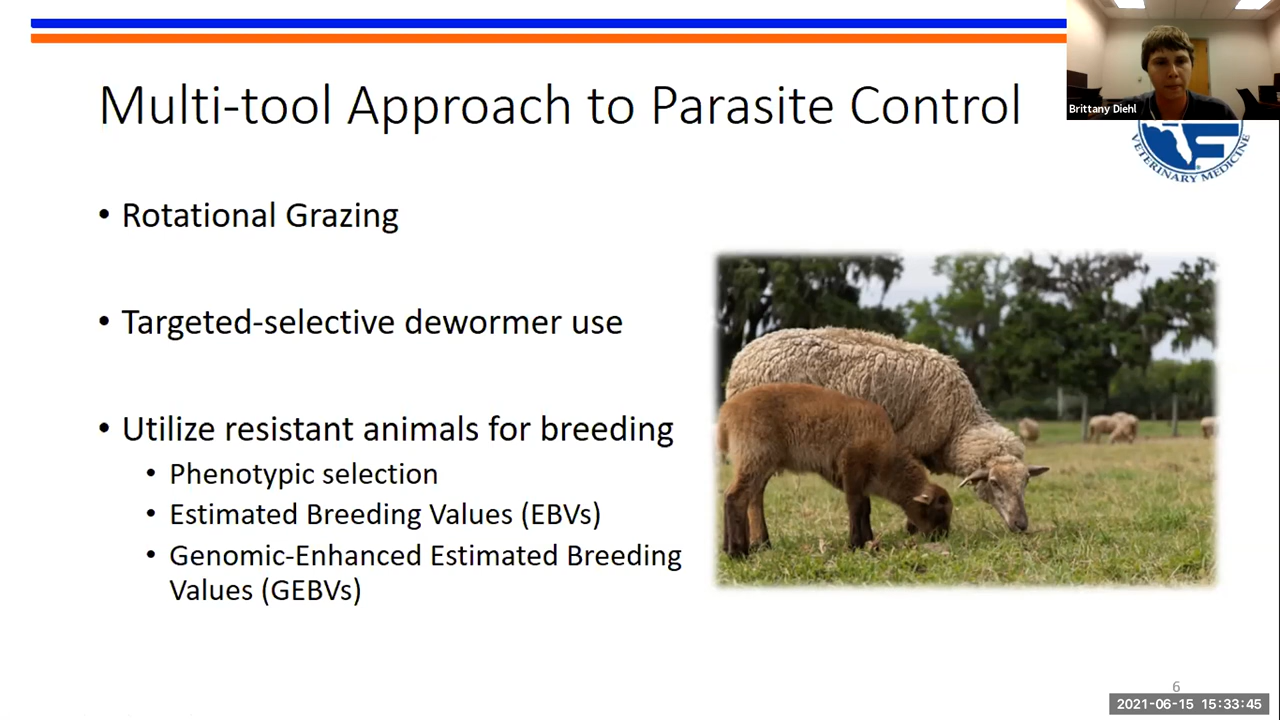 Multi-tool Approach to Parasite Control
Brittany Diehl
VETERINARY MEDICINE
• Rotational Grazing
• Targeted-selective dewormer use
• Utilize resistant animals for breeding
• Phenotypic selection
• Estimated Breeding Values (EBVs)
• Genomic-Enhanced Estimated Breeding
Values (GEBVs)
6
2021-06-15 15:33:45